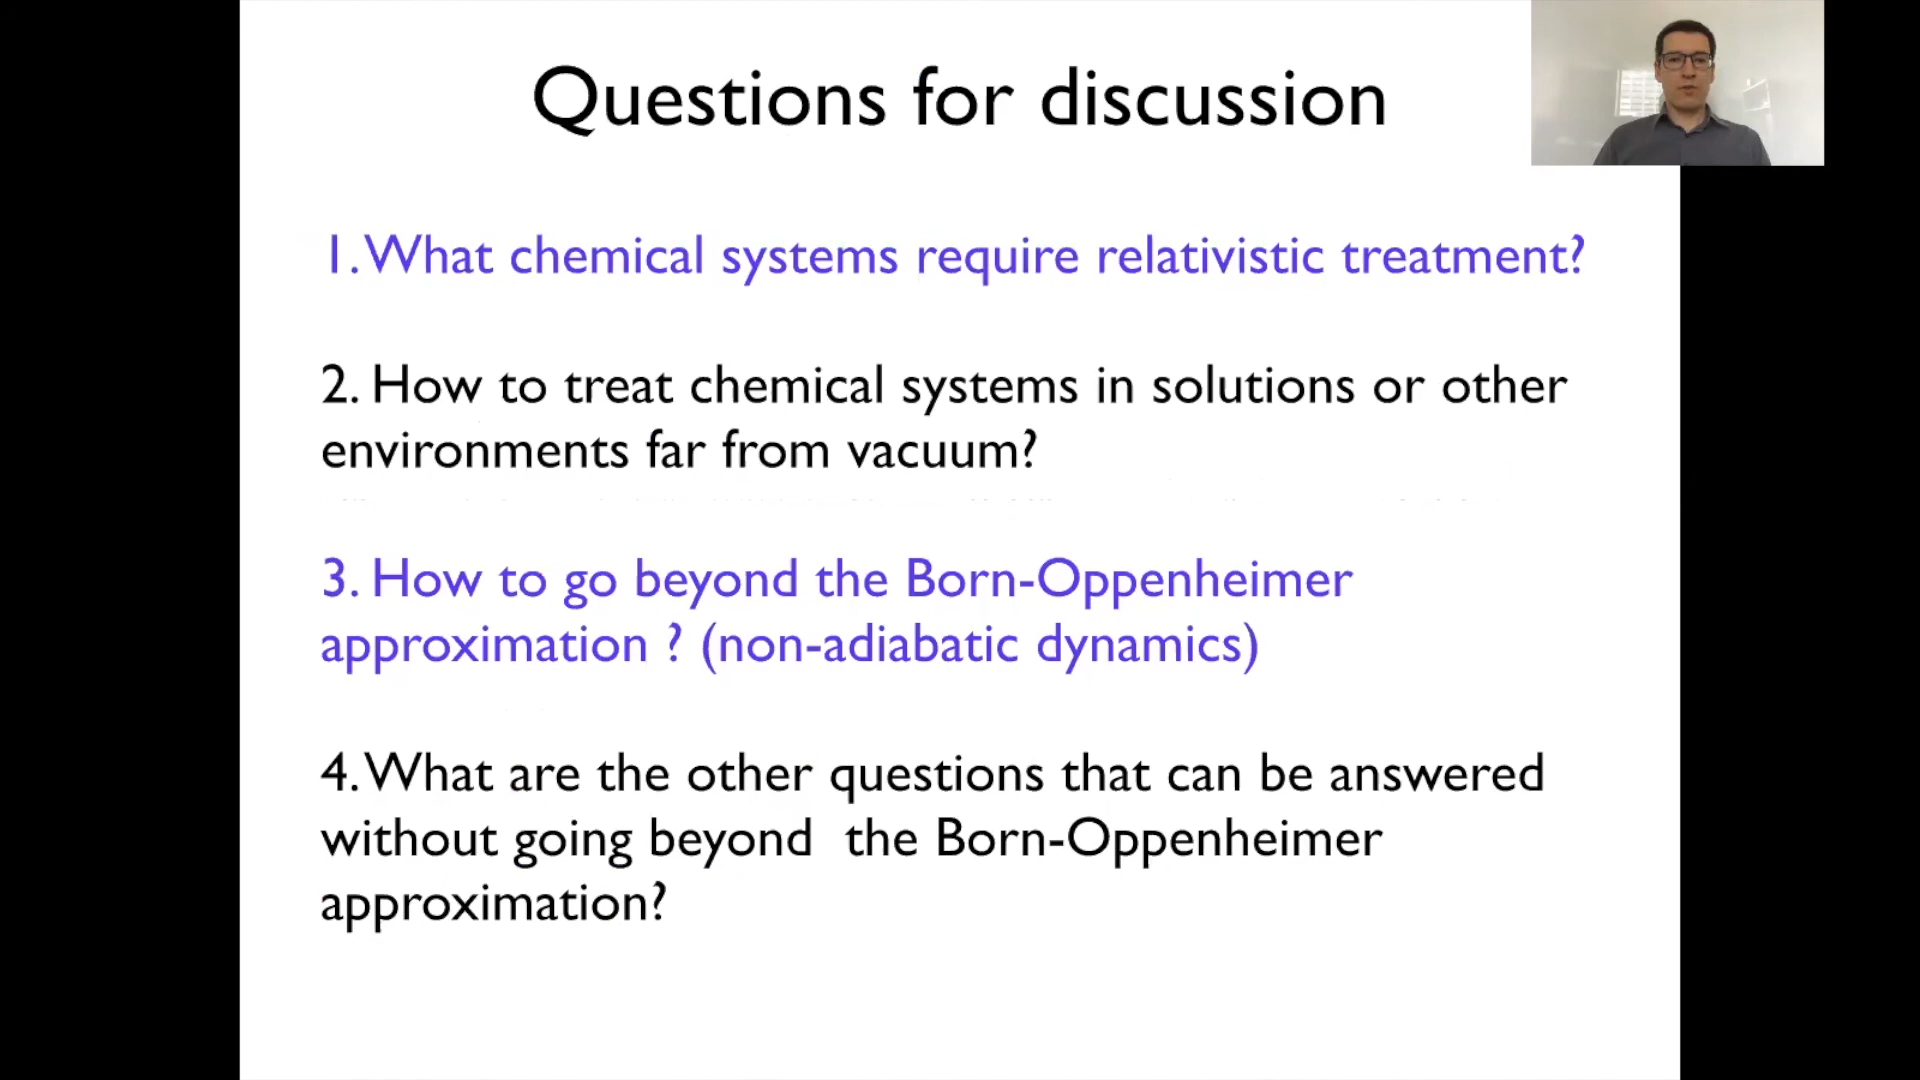 Questions for discussion
1. What chemical systems require relativistic treatment?
2. How to treat chemical systems in solutions or other
environments far from vacuum?
3. How to go beyond the Born-Oppenheimer
approximation ? (non-adiabatic dynamics)
4. What are the other questions that can be answered
without going beyond  the Born-Oppenheimer
approximation?